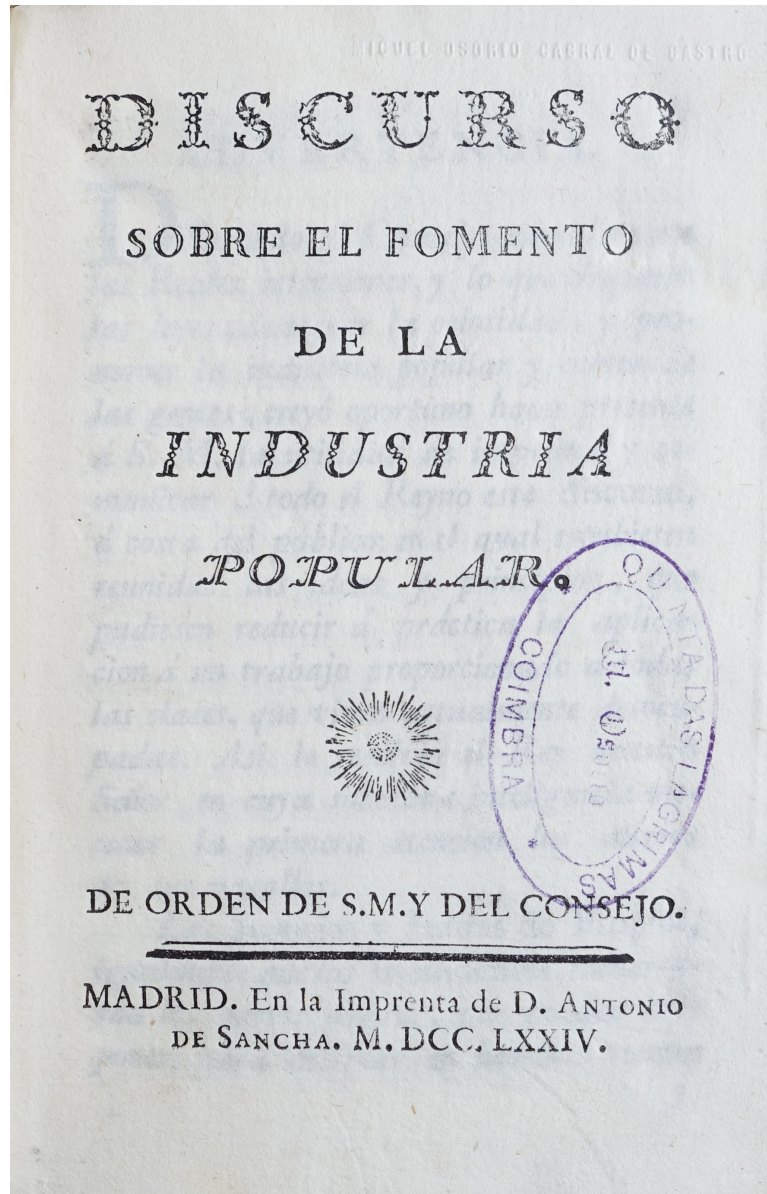 MIGUEL OSORIO CABRAL DE CASTRO
DISCURSO
SOBRE EL FOMENTO
DE LA
INDUSTRIA
POPULAR.
QUINTA DAS LAGRIMAS
M. Osorio
COIMBRA *
DE ORDEN DE S.M.Y DEL CONSEJO.
MADRID. En la Imprenta de D. ANTONIO
DE SANCHA. M. DCC. LXXIV.